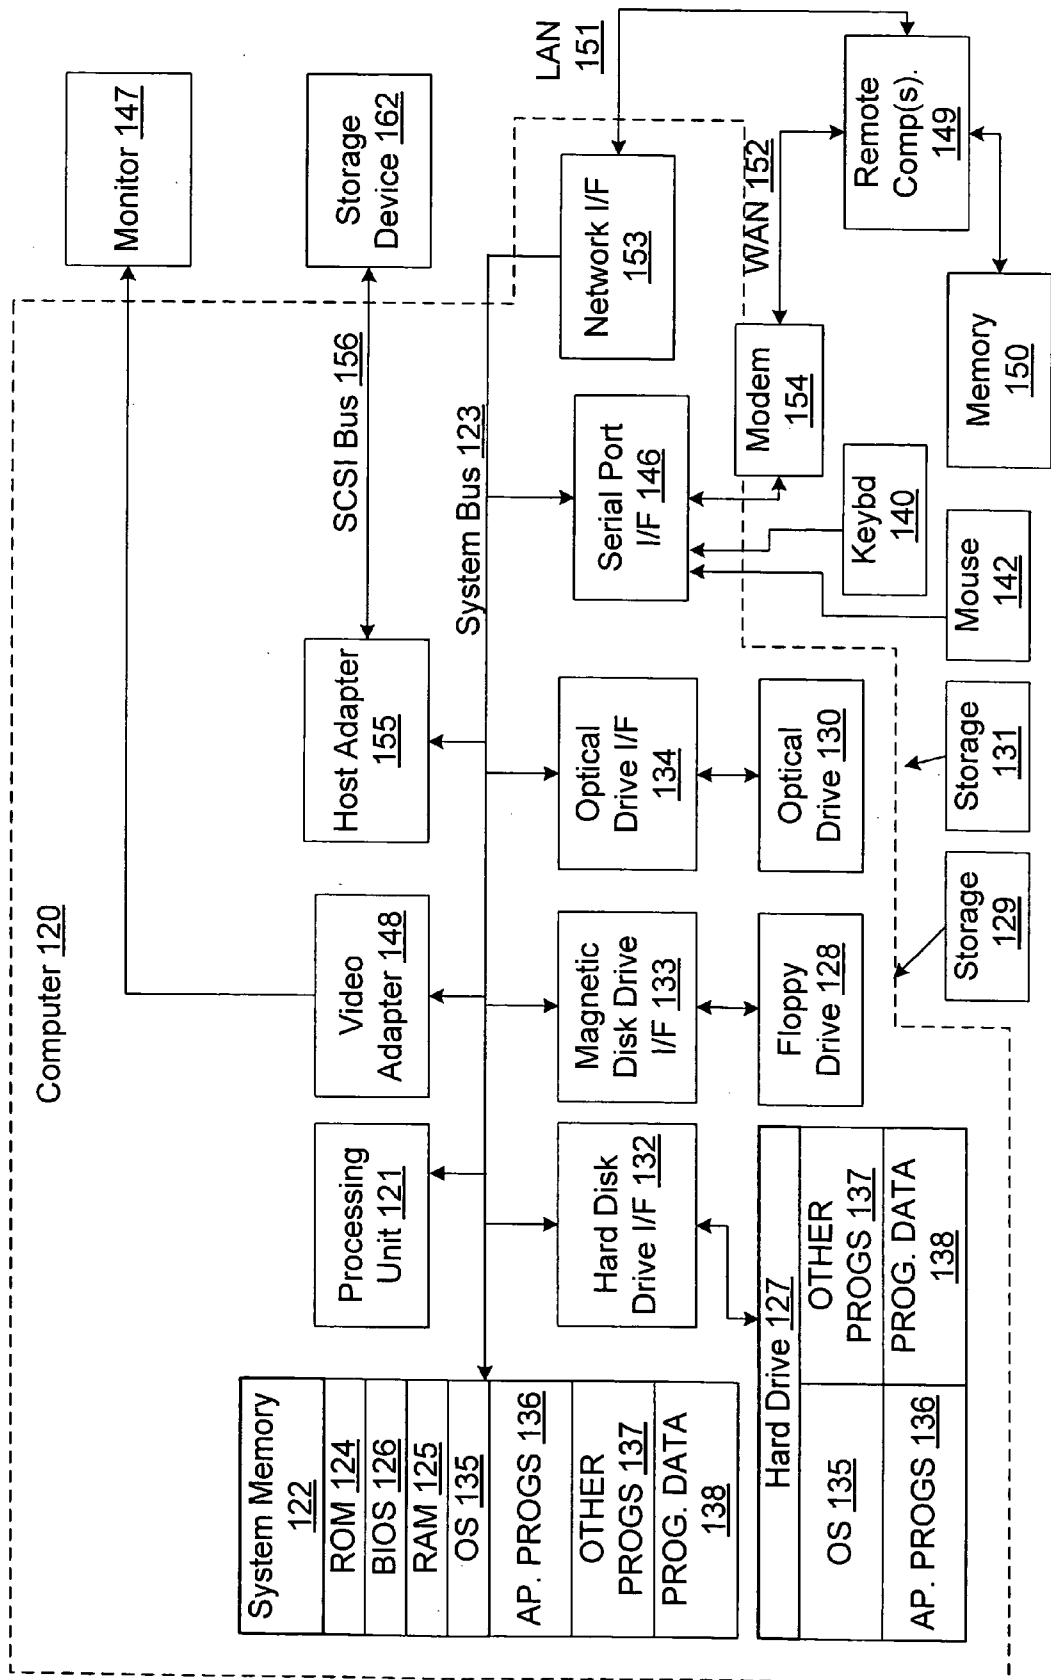 Computer 120
Monitor 147
Storage
Device 162
SCSI Bus 156
Host Adapter
155
Video
Adapter 148
Processing
Unit 121
System Memory
122
ROM 124
BIOS 126
RAM 125
OS 135
AP. PROGS 136
OTHER
PROGS 137
PROG. DATA
138
System Bus 123
Hard Disk
Drive I/F 132
Magnetic
Disk Drive
I/F 133
Optical
Drive I/F
134
Serial Port
I/F 146
Network I/F
153
LAN
151
Hard Drive 127
OS 135
OTHER
PROGS 137
AP. PROGS 136
PROG. DATA
138
Floppy
Drive 128
Optical
Drive 130
Modem
154
WAN 152
Remote
Comp(s).
149
Storage
129
Storage
131
Mouse
142
Keybd
140
Memory
150